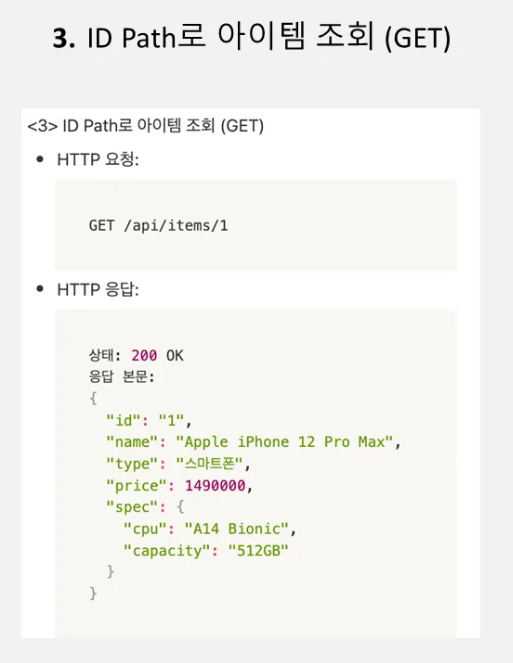 3. ID Path로 아이템 조회 (GET)
<3> ID Path로 아이템 조회 (GET)
• HTTP 요청:
GET /api/items/1
• HTTP 응답:
상태: 200 OK
응답 본문:
{
  "id": "1",
  "name": "Apple iPhone 12 Pro Max",
  "type": "스마트폰",
  "price": 1490000,
  "spec": {
    "cpu": "A14 Bionic",
    "capacity": "512GB"
  }
}